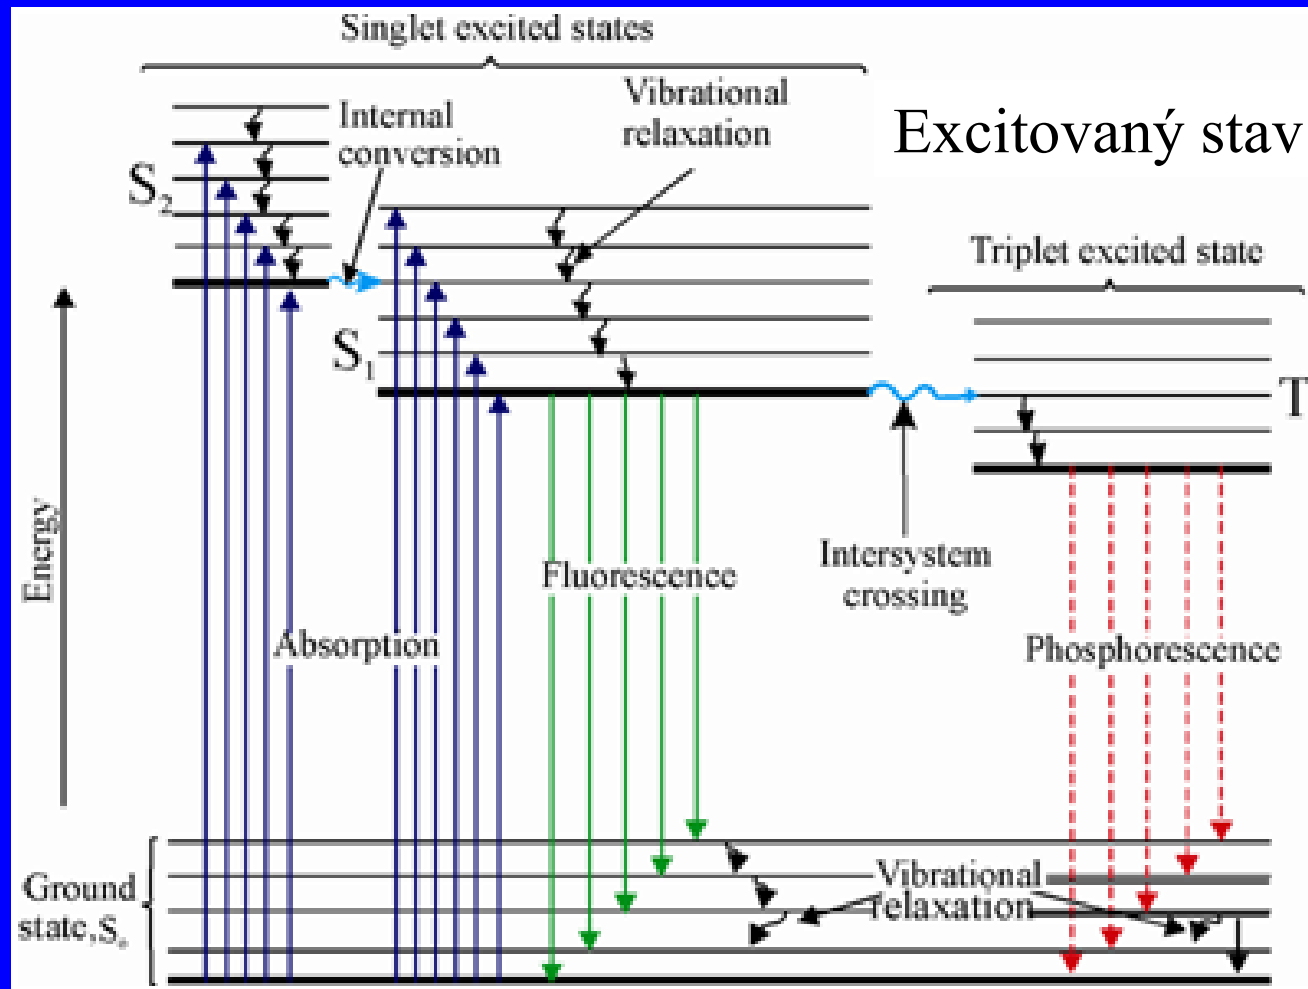 Singlet excited states
Excitovaný stav
Internal
conversion
Vibrational
relaxation
S2
Triplet excited state
S1
T
Energy
Fluorescence
Intersystem
crossing
Absorption
Phosphorescence
Ground
state, So
Vibrational
relaxation